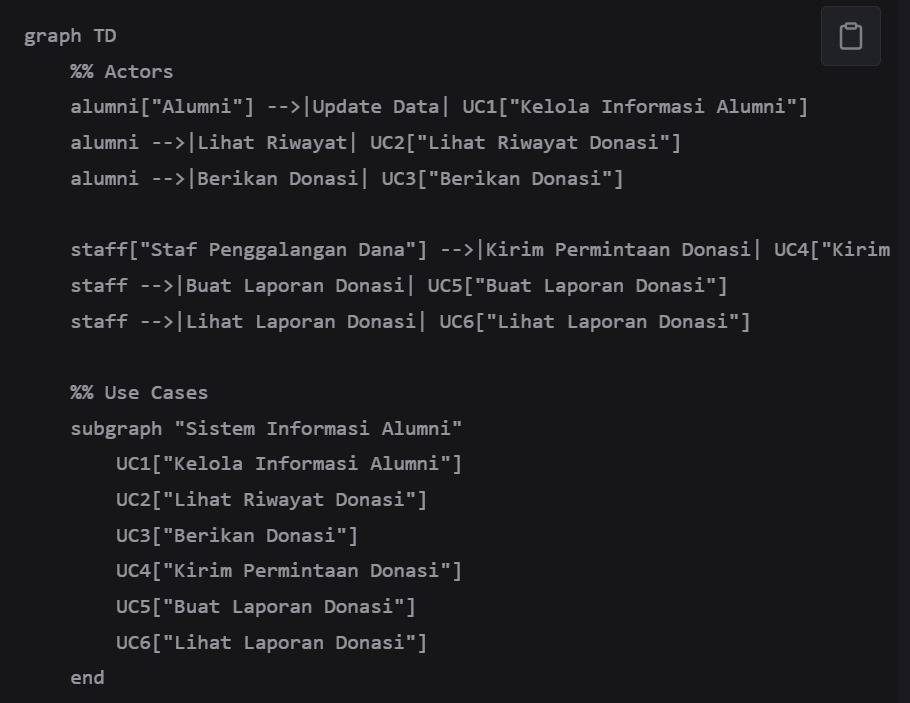 graph TD
%% Actors
alumni["Alumni"] -->|Update Data| UC1["Kelola Informasi Alumni"]
alumni -->|Lihat Riwayat| UC2["Lihat Riwayat Donasi"]
alumni -->|Berikan Donasi| UC3["Berikan Donasi"]
staff["Staf Penggalangan Dana"] -->|Kirim Permintaan Donasi| UC4["Kirim
staff -->|Buat Laporan Donasi| UC5["Buat Laporan Donasi"]
staff -->|Lihat Laporan Donasi| UC6["Lihat Laporan Donasi"]
%% Use Cases
subgraph "Sistem Informasi Alumni"
UC1["Kelola Informasi Alumni"]
UC2["Lihat Riwayat Donasi"]
UC3["Berikan Donasi"]
UC4["Kirim Permintaan Donasi"]
UC5["Buat Laporan Donasi"]
UC6["Lihat Laporan Donasi"]
end